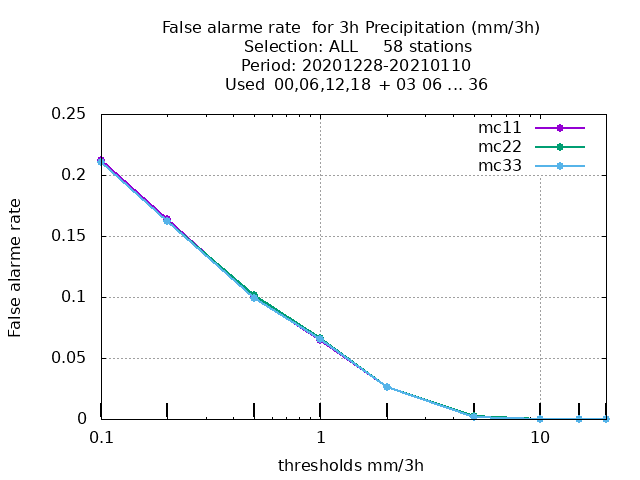 False alarme rate  for 3h Precipitation (mm/3h)
Selection: ALL     58 stations
Period: 20201228-20210110
Used  00,06,12,18  + 03 06 ... 36
mc11
mc22
mc33
0.25
0.2
0.15
0.1
0.05
0
False alarme rate
0.1
1
10
thresholds mm/3h